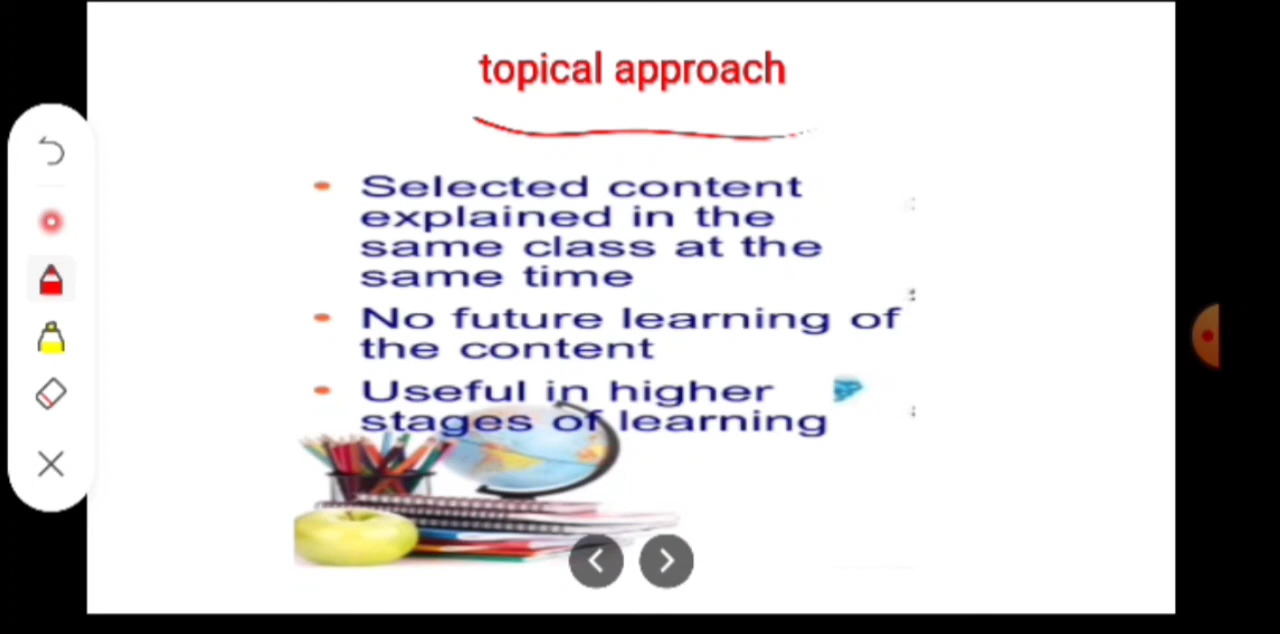 topical approach
Selected content
explained in the
same class at the
same time
No future learning of
the content
Useful in higher
stages of learning